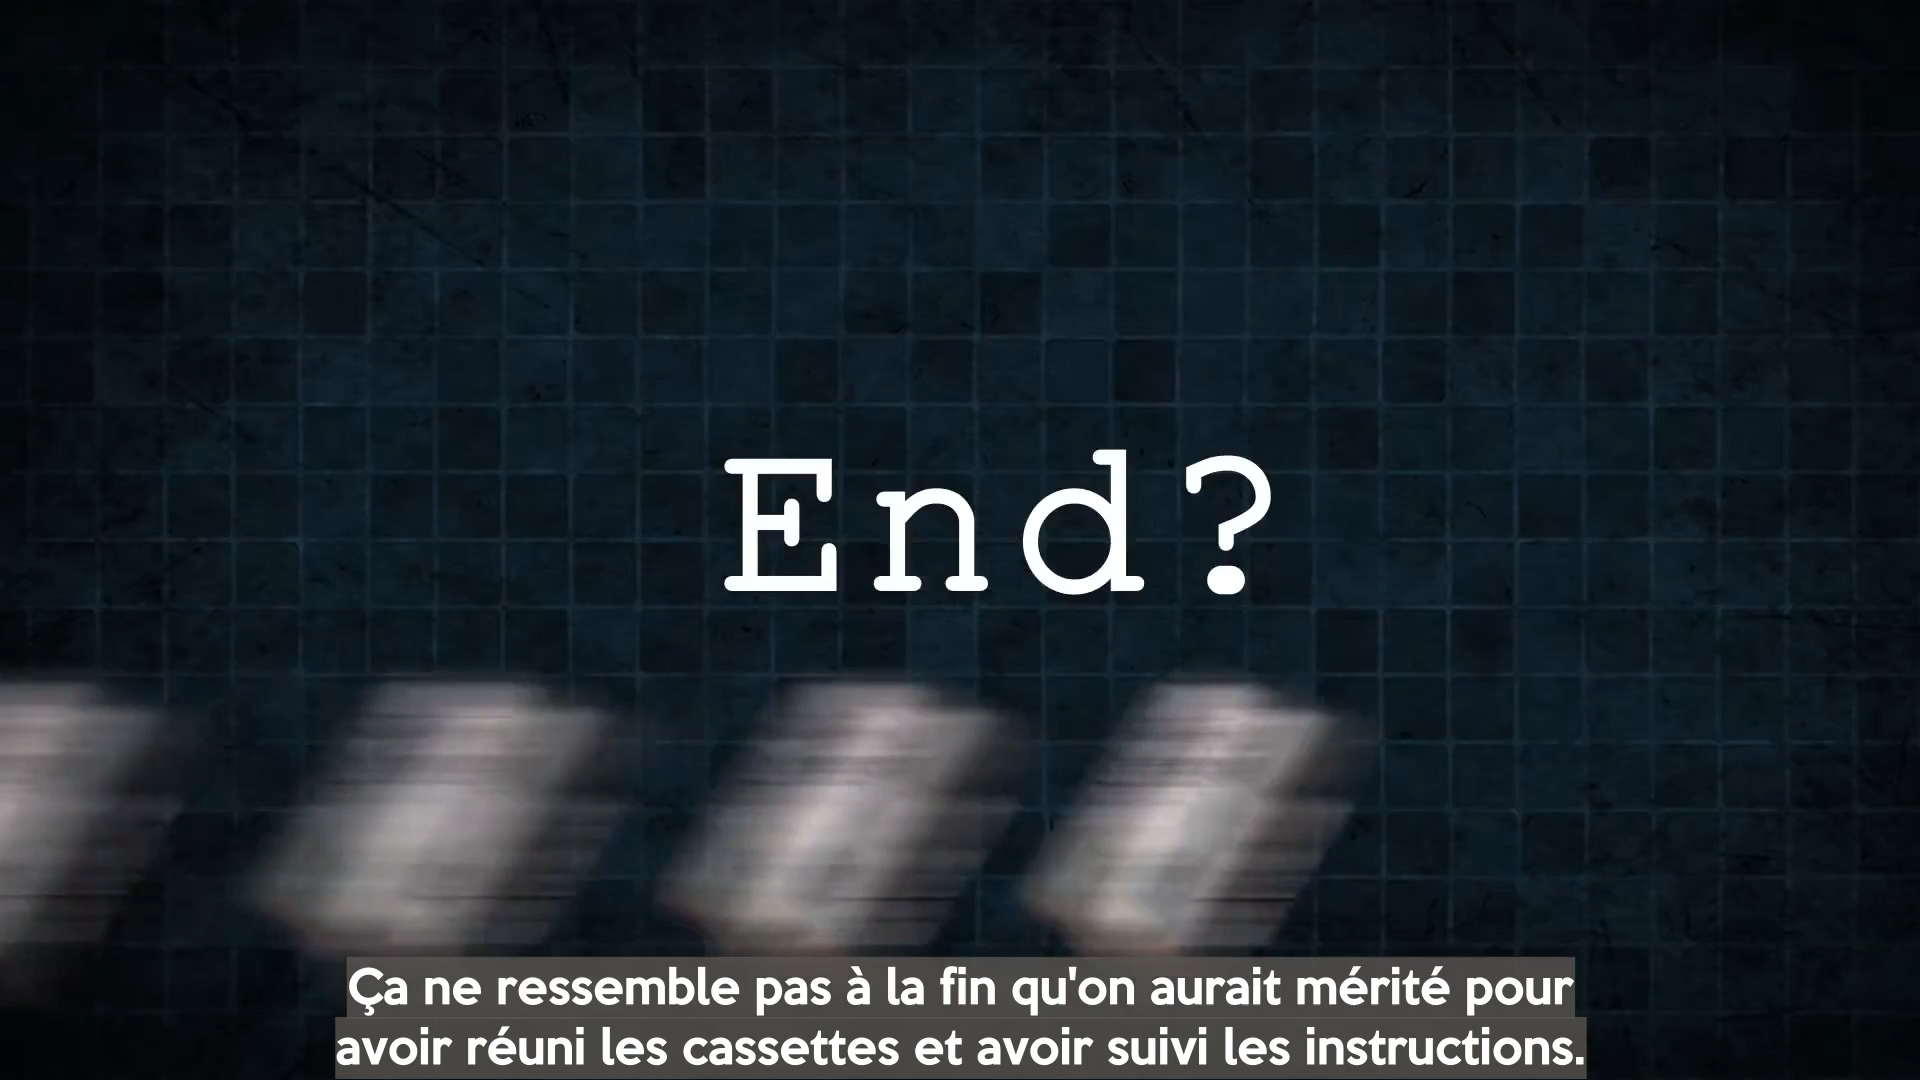 End?
Ça ne ressemble pas à la fin qu'on aurait mérité pour
avoir réuni les cassettes et avoir suivi les instructions.